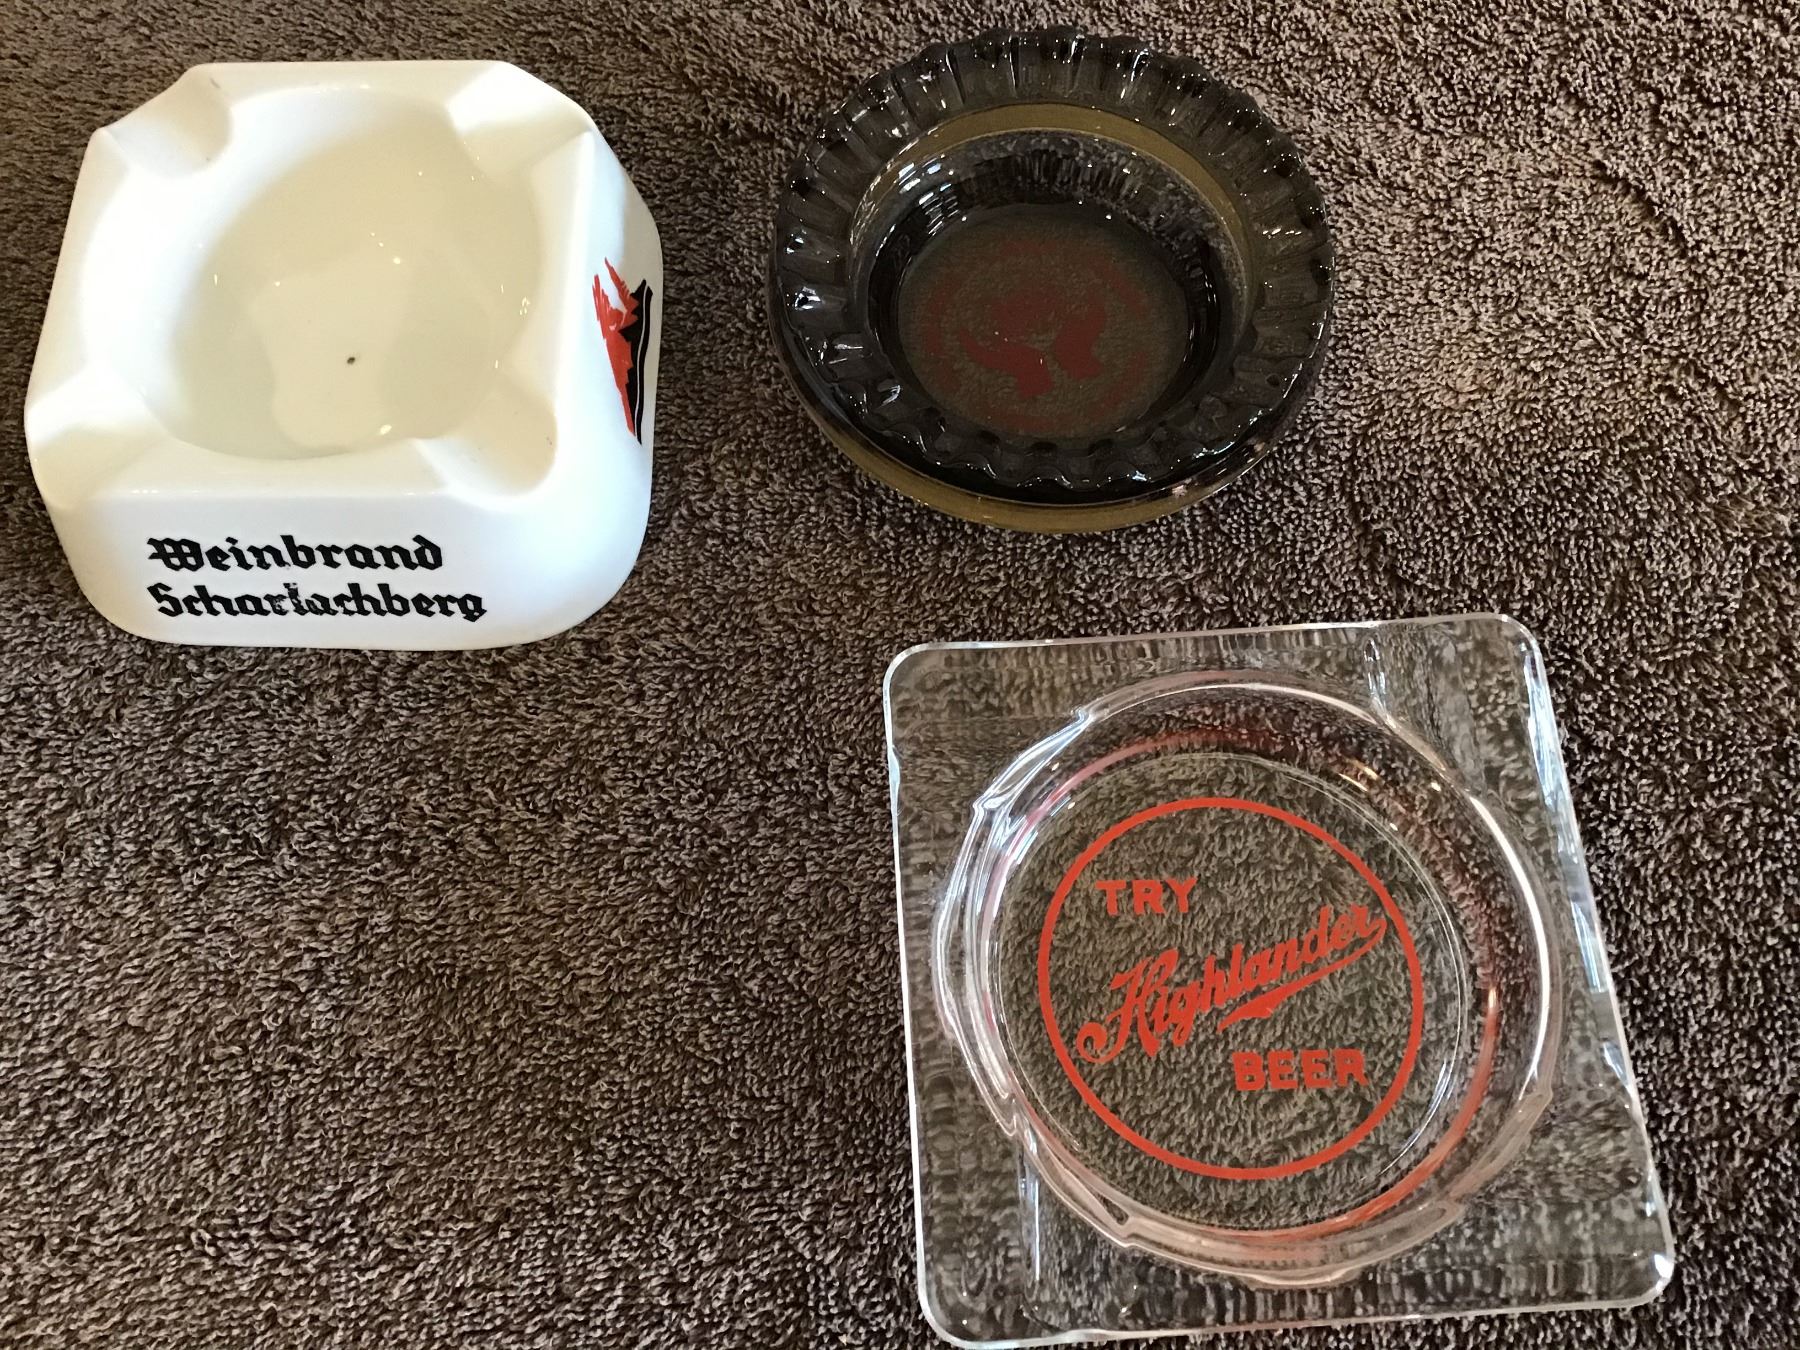 Weinbrand
Scharlachberg
TRY
Highlander
BEER